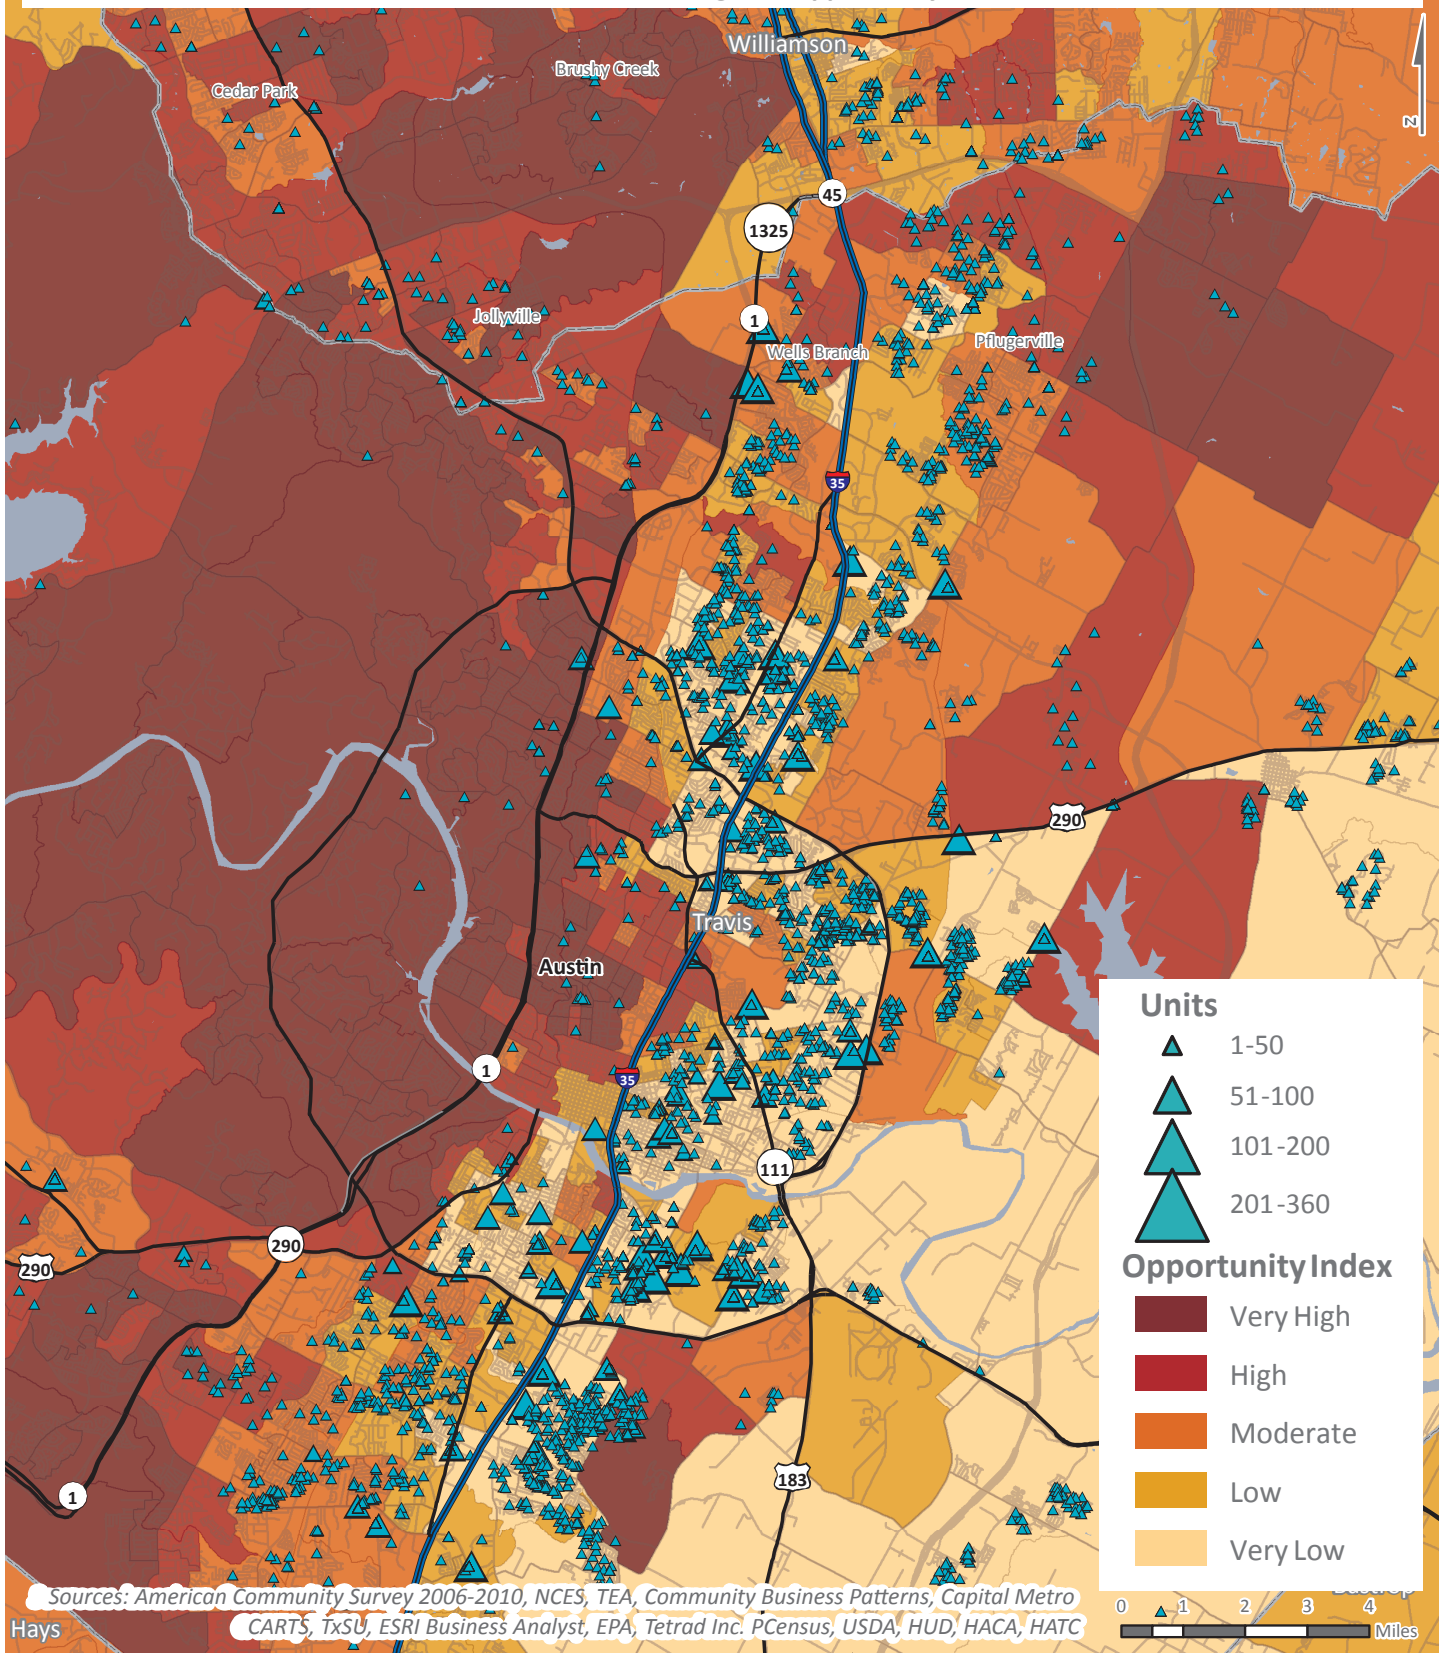 Williamson
Brushy Creek
Cedar Park
N
45
1325
Jollyville
1
Wells Branch
Pflugerville
35
290
Travis
Austin
1
35
111
290
290
183
1
Units
1-50
51-100
101-200
201-360
Opportunity Index
Very High
High
Moderate
Low
Very Low
Sources: American Community Survey 2006-2010, NCES, TEA, Community Business Patterns, Capital Metro
CARTS, TxSU, ESRI Business Analyst, EPA, Tetrad Inc. PCensus, USDA, HUD, HACA, HATC
Hays
0 1 2 3 4
Miles